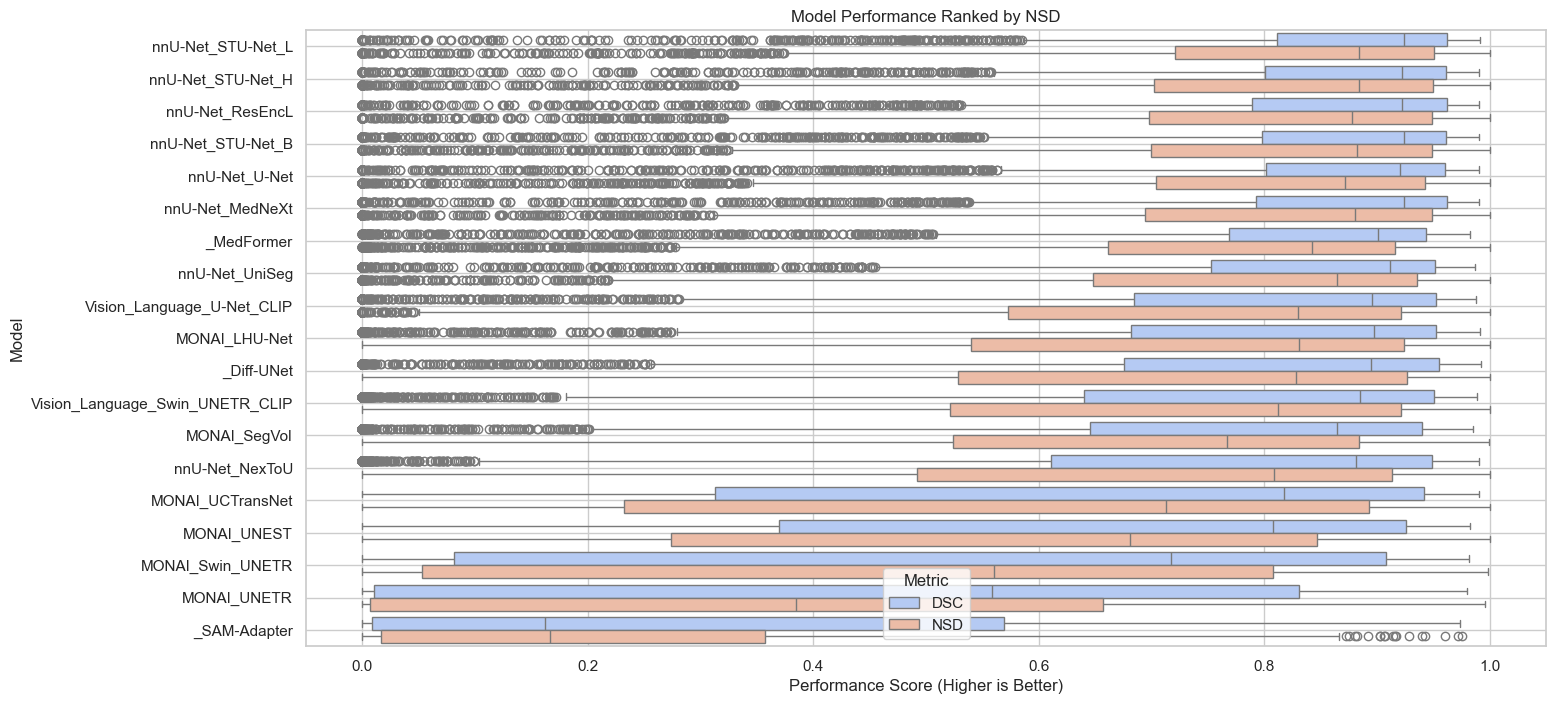 Model Performance Ranked by NSD
Model
nnU-Net_STU-Net_L
nnU-Net_STU-Net_H
nnU-Net_ResEncL
nnU-Net_STU-Net_B
nnU-Net_U-Net
nnU-Net_MedNeXt
_MedFormer
nnU-Net_UniSeg
Vision_Language_U-Net_CLIP
MONAI_LHU-Net
_Diff-UNet
Vision_Language_Swin_UNETR_CLIP
MONAI_SegVol
nnU-Net_NexToU
MONAI_UCTransNet
MONAI_UNEST
MONAI_Swin_UNETR
MONAI_UNETR
_SAM-Adapter
Metric
DSC
NSD
0.0 0.2 0.4 0.6 0.8 1.0
Performance Score (Higher is Better)